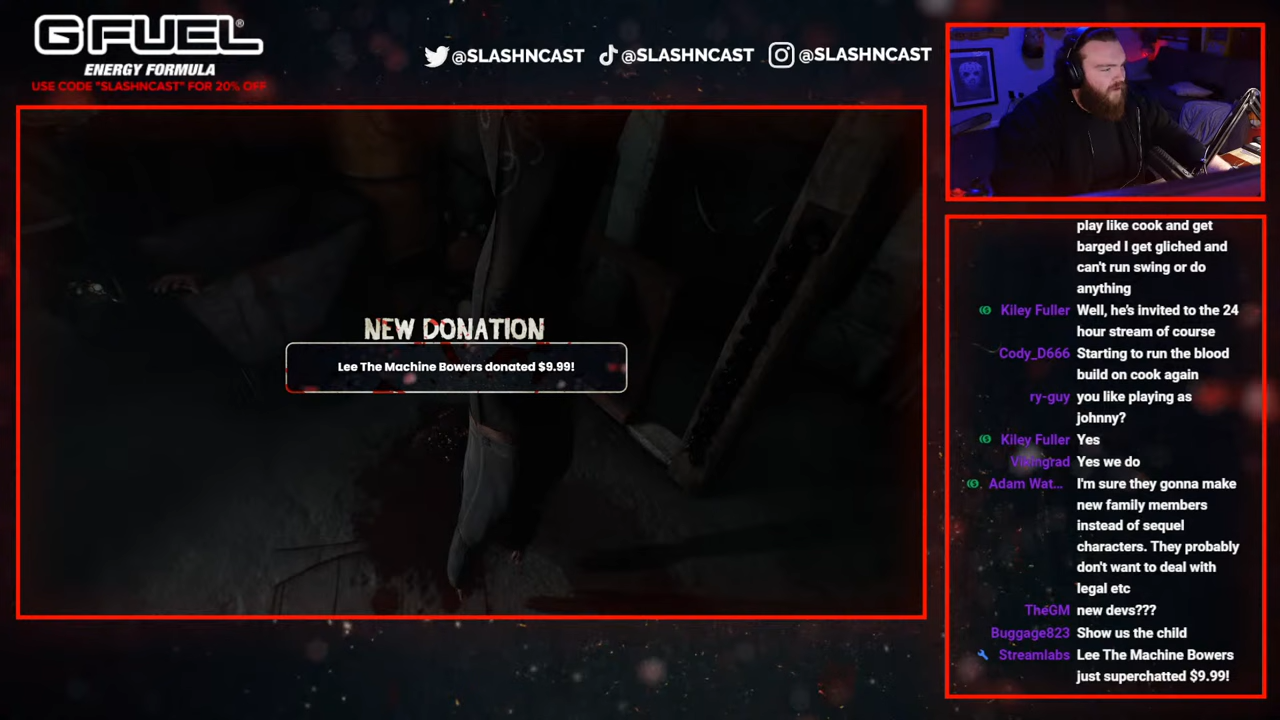 GFUEL®
ENERGY FORMULA
USE CODE "SLASHNCAST" FOR 20% OFF
@SLASHNCAST @SLASHNCAST @SLASHNCAST
NEW DONATION
Lee The Machine Bowers donated $9.99!
play like cook and get
barged I get gliched and
can't run swing or do
anything
Kiley Fuller Well, he's invited to the 24
hour stream of course
Cody_D666 Starting to run the blood
build on cook again
ry-guy you like playing as
johnny?
Kiley Fuller Yes
Yes we do
Adam Wat... I'm sure they gonna make
new family members
instead of sequel
characters. They probably
don't want to deal with
legal etc
TheGM new devs???
Buggage823 Show us the child
Streamlabs Lee The Machine Bowers
just superchatted $9.99!